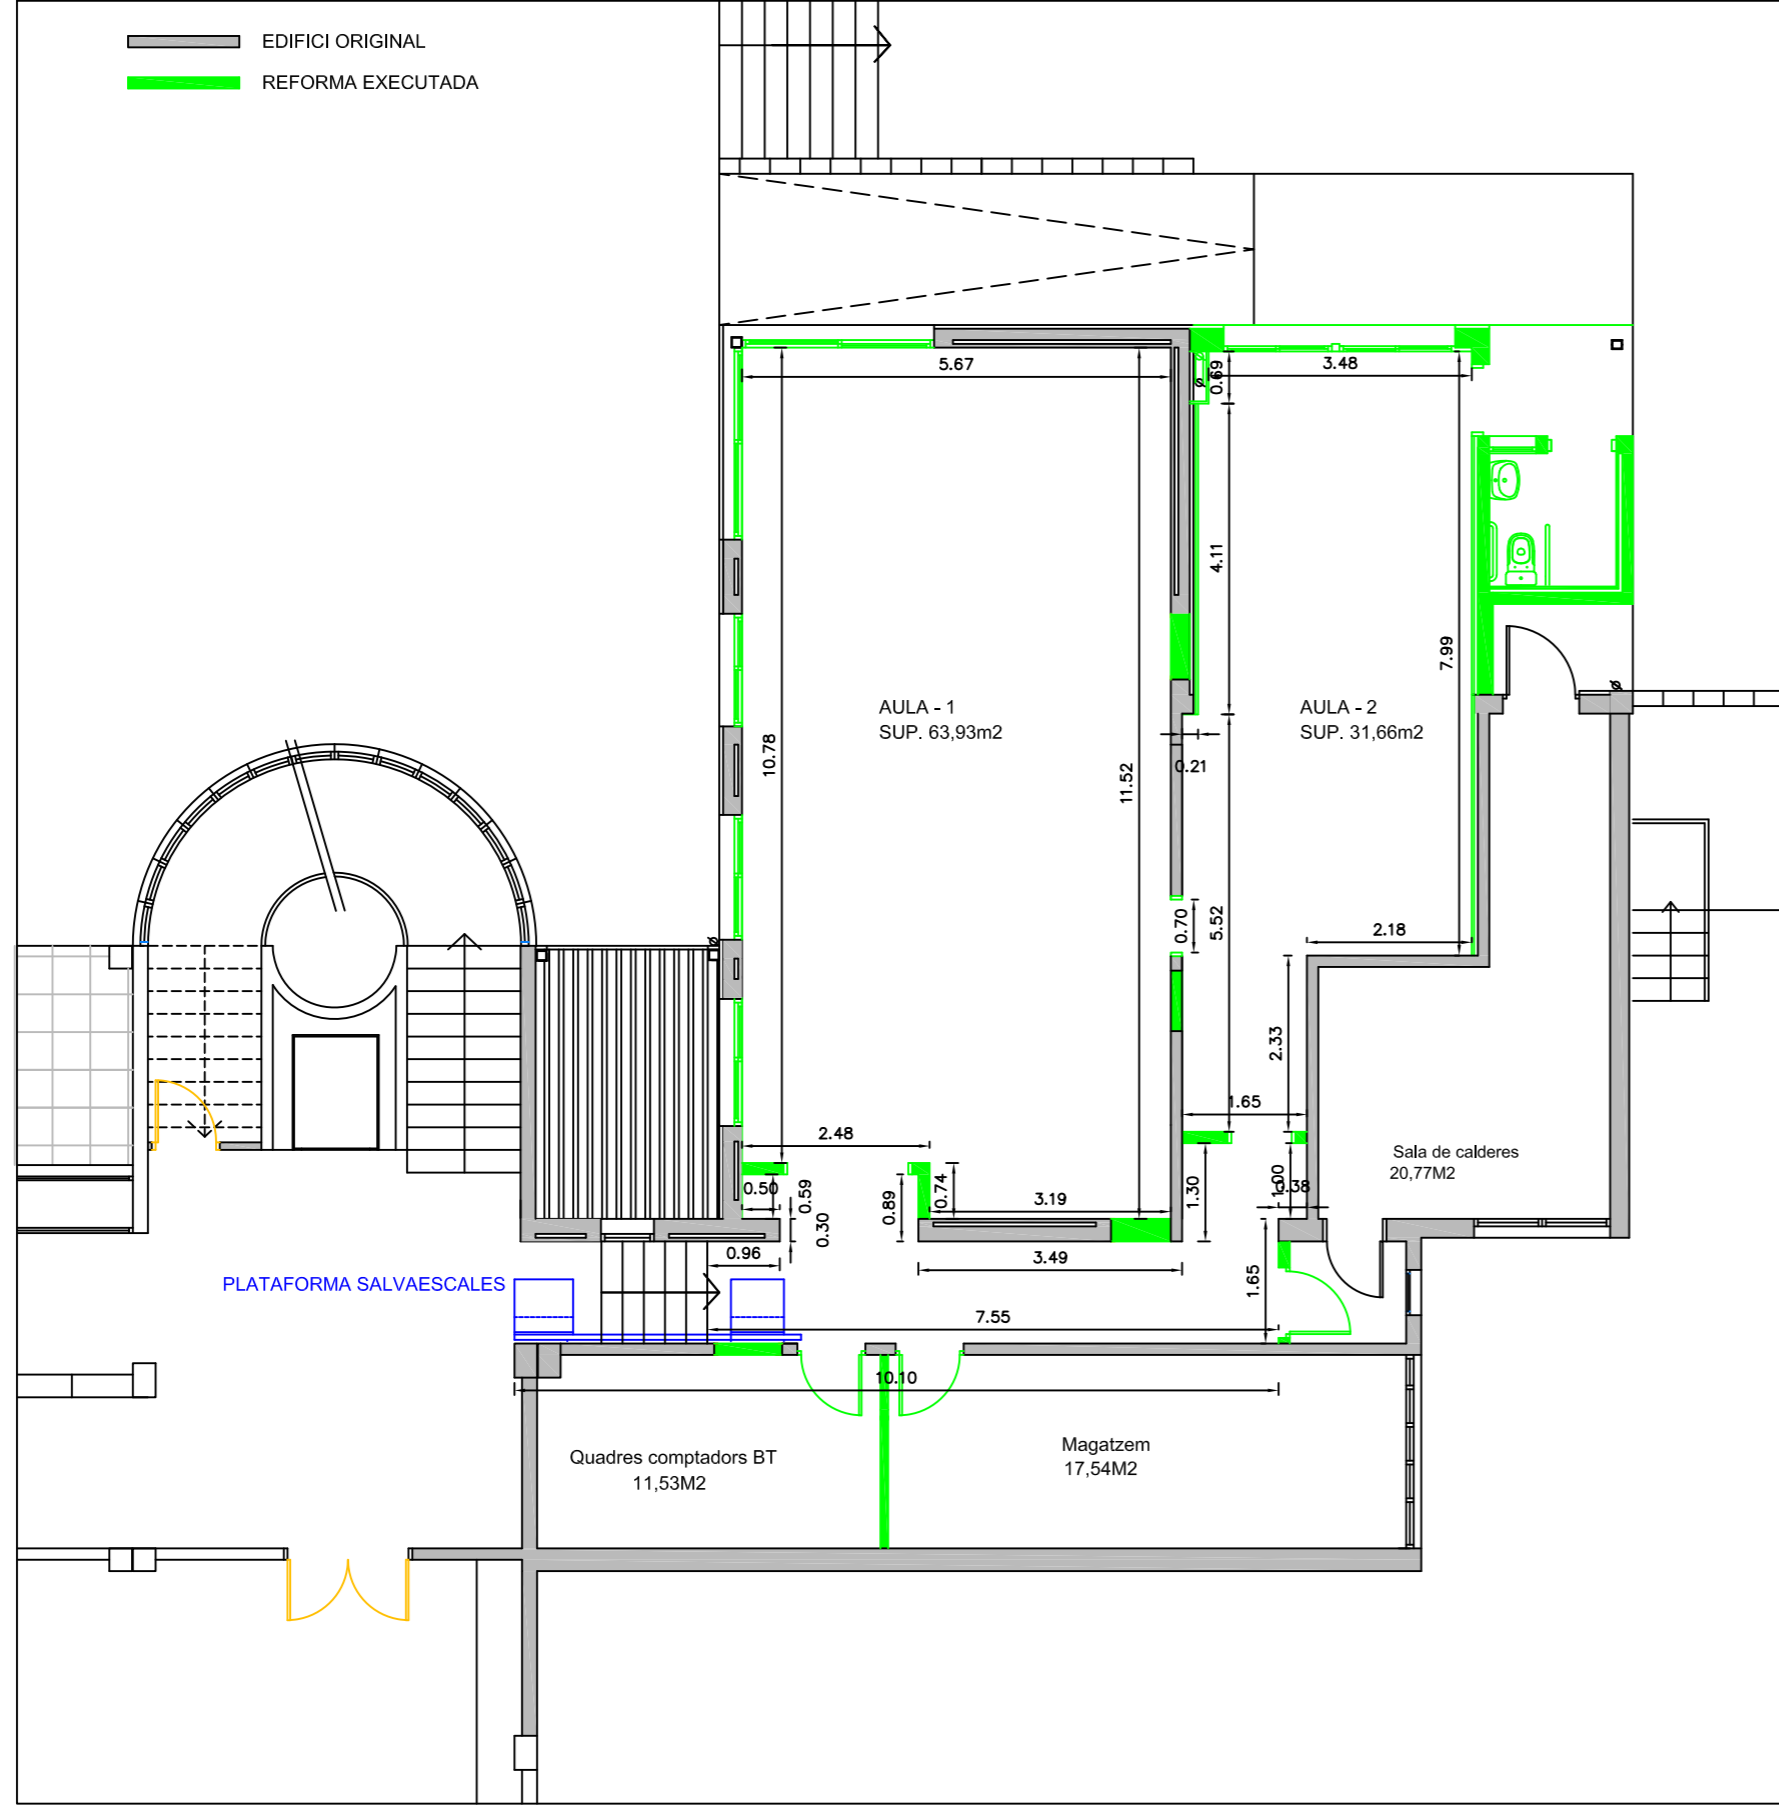 EDIFICI ORIGINAL
REFORMA EXECUTADA
5.67
3.48
0.69
4.11
7.99
AULA - 1
SUP. 63,93m2
AULA - 2
SUP. 31,66m2
10.78
11.52
0.21
0.70
5.52
2.18
2.33
1.65
2.48
Sala de calderes
20,77M2
0.50
0.59
0.30
0.89
0.74
3.19
1.30
1.00
0.38
0.96
3.49
1.65
PLATAFORMA SALVAESCALES
7.55
10.10
Quadres comptadors BT
11,53M2
Magatzem
17,54M2